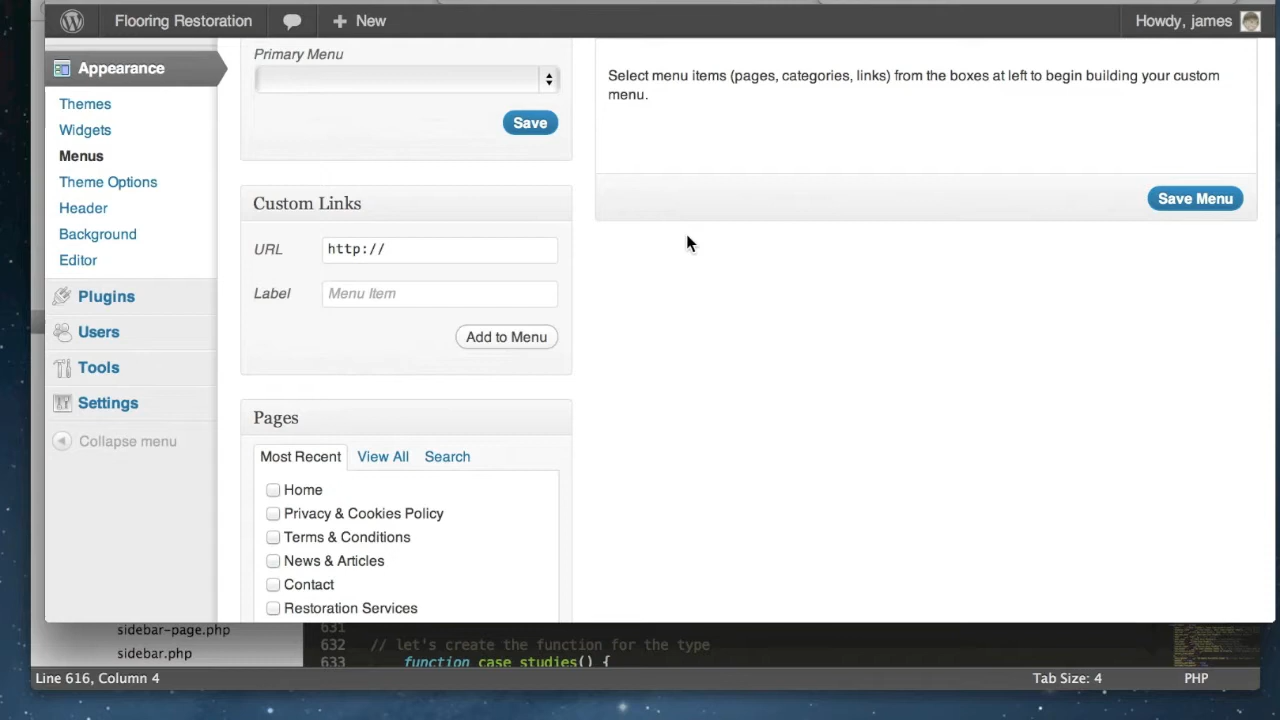 Flooring Restoration
New
Howdy, james
Appearance
Themes
Widgets
Menus
Theme Options
Header
Background
Editor
Plugins
Users
Tools
Settings
Collapse menu
Primary Menu
Save
Custom Links
URL
http://
Label
Menu Item
Add to Menu
Pages
Most Recent
View All
Search
Home
Privacy & Cookies Policy
Terms & Conditions
News & Articles
Contact
Restoration Services
Select menu items (pages, categories, links) from the boxes at left to begin building your custom
menu.
Save Menu
sidebar-page.php
sidebar.php
631
632 // let's create the function for the type
633 function case_studies() {
Line 616, Column 4
Tab Size: 4
PHP